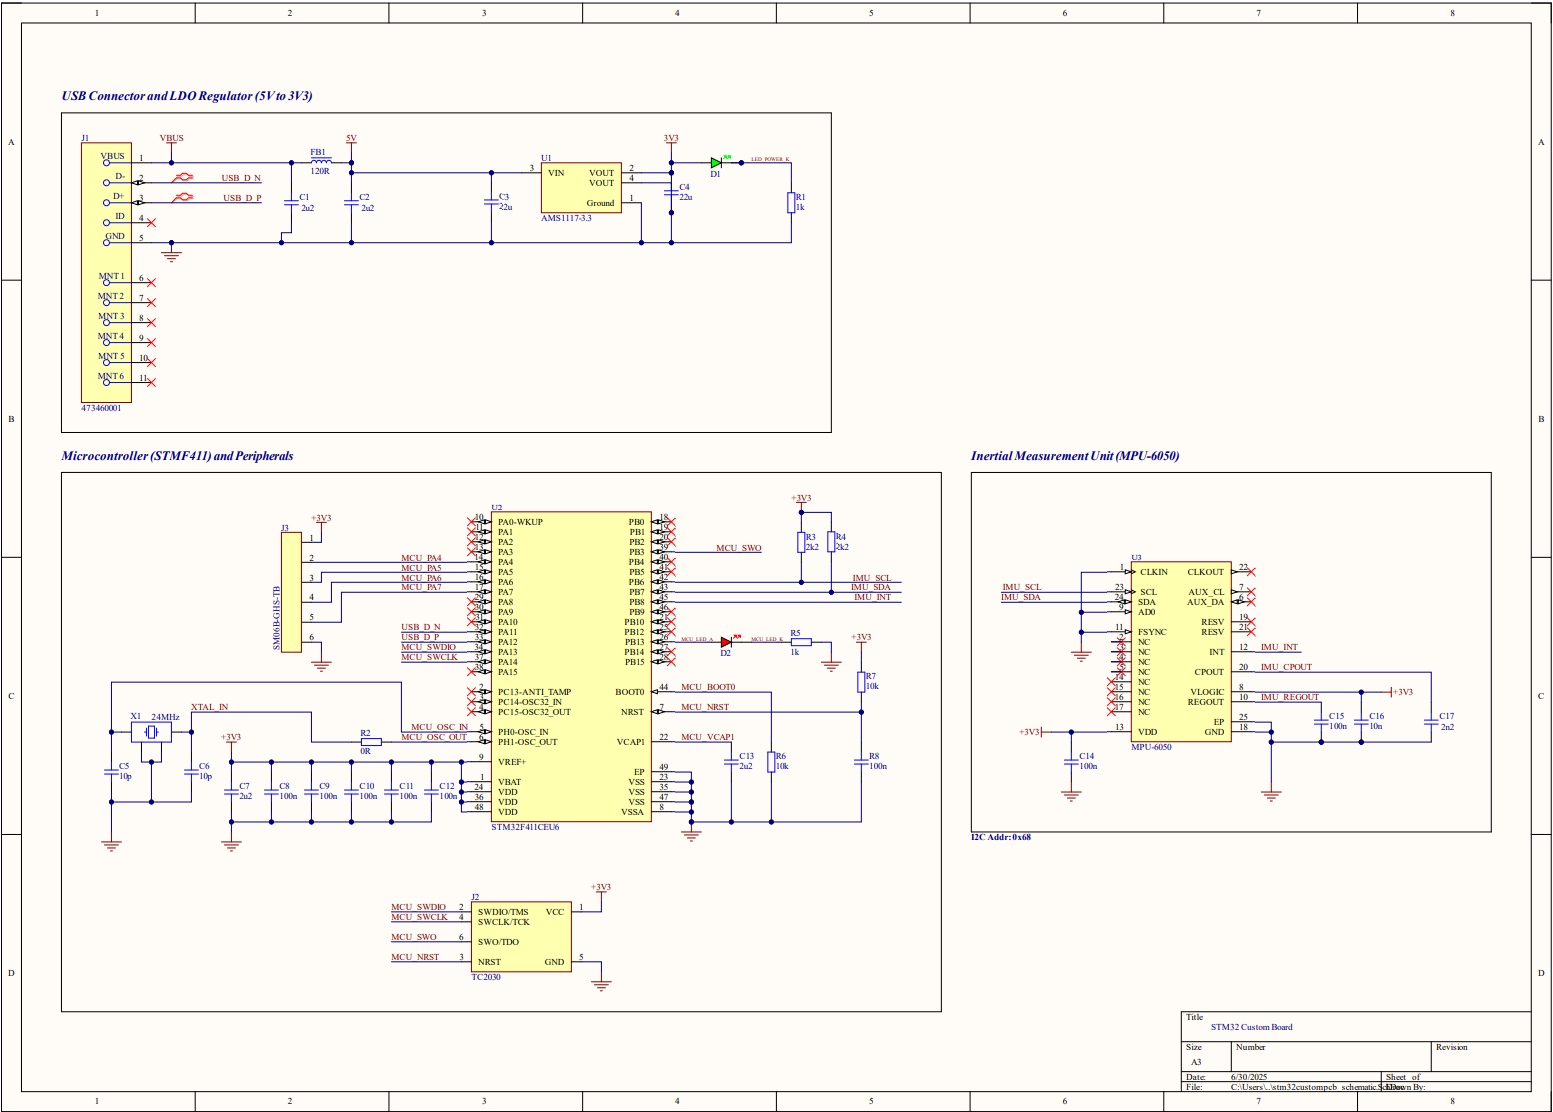 1 2 3 4 5 6 7 8
A
B
C
D
A
B
C
D
USB Connector and LDO Regulator (5V to 3V3)
J1
VBUS 1
D- 2
D+ 3
ID 4
GND 5
MNT 1 6
MNT 2 7
MNT 3 8
MNT 4 9
MNT 5 10
MNT 6 11
473460001
VBUS
USB_D_N
USB_D_P
FB1
120R
5V
C1
2u2
C2
2u2
C3
22u
U1
3 VIN VOUT 2
VOUT 4
Ground 1
AMS1117-3.3
3V3
C4
22u
D1
LED_POWER_K
R1
1k
Microcontroller (STMF411) and Peripherals
J3
+3V3
1
2
3
4
5
6
SM06B-GHS-TB
MCU_PA4
MCU_PA5
MCU_PA6
MCU_PA7
USB_D_N
USB_D_P
MCU_SWDIO
MCU_SWCLK
U2
10 PA0-WKUP
PA1
PA2
PA3
14 PA4
15 PA5
16 PA6
17 PA7
29 PA8
30 PA9
31 PA10
32 PA11
33 PA12
34 PA13
37 PA14
38 PA15
2 PC13-ANTI_TAMP
3 PC14-OSC32_IN
4 PC15-OSC32_OUT
5 PH0-OSC_IN
6 PH1-OSC_OUT
9 VREF+
1 VBAT
24 VDD
36 VDD
48 VDD
PB0 18
PB1 19
PB2 20
PB3 39
PB4 40
PB5 41
PB6 42
PB7 43
PB8 45
PB9 46
PB10 21
PB12 25
PB13 26
PB14 27
PB15 28
BOOT0 44
NRST 7
VCAP1 22
EP 49
VSS 23
VSS 35
VSS 47
VSSA 8
STM32F411CEU6
MCU_SWO
+3V3
R3
2k2
R4
2k2
IMU_SCL
IMU_SDA
IMU_INT
MCU_LED_A
D2
MCU_LED_K
R5
1k
+3V3
R7
10k
MCU_BOOT0
MCU_NRST
MCU_VCAP1
C13
2u2
R6
10k
R8
100n
X1 24MHz
XTAL_IN
MCU_OSC_IN
MCU_OSC_OUT
R2
0R
C5
10p
C6
10p
+3V3
C7
2u2
C8
100n
C9
100n
C10
100n
C11
100n
C12
100n
J2
MCU_SWDIO 2 SWDIO/TMS VCC 1
MCU_SWCLK 4 SWCLK/TCK
MCU_SWO 6 SWO/TDO
MCU_NRST 3 NRST GND 5
TC2030
+3V3
Inertial Measurement Unit (MPU-6050)
IMU_SCL
IMU_SDA
U3
1 CLKIN
23 SCL
24 SDA
9 AD0
11 FSYNC
NC
NC
NC
NC
14 NC
15 NC
16 NC
17 NC
13 VDD
CLKOUT 22
AUX_CL 7
AUX_DA 6
RESV 19
RESV 21
INT 12
CPOUT 20
VLOGIC 8
REGOUT 10
EP 25
GND 18
MPU-6050
IMU_INT
IMU_CPOUT
IMU_REGOUT
+3V3
+3V3
C14
100n
C15
100n
C16
10n
C17
2n2
I2C Addr: 0x68
Title
STM32 Custom Board
Size Number Revision
A3
Date: 6/30/2025 Sheet of
File: C:\Users\..\stm32custompcb_schematic.
1 2 3 4 5 6 7 8